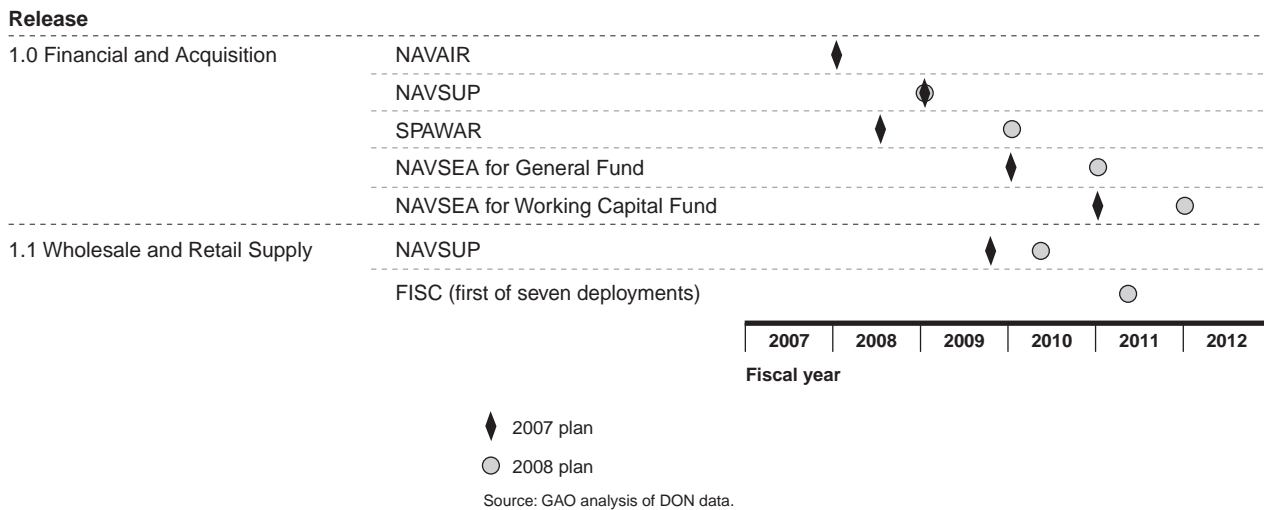 Release
1.0 Financial and Acquisition NAVAIR
NAVSUP
SPAWAR
NAVSEA for General Fund
NAVSEA for Working Capital Fund
1.1 Wholesale and Retail Supply NAVSUP
FISC (first of seven deployments)
2007 2008 2009 2010 2011 2012
Fiscal year
2007 plan
2008 plan
Source: GAO analysis of DON data.